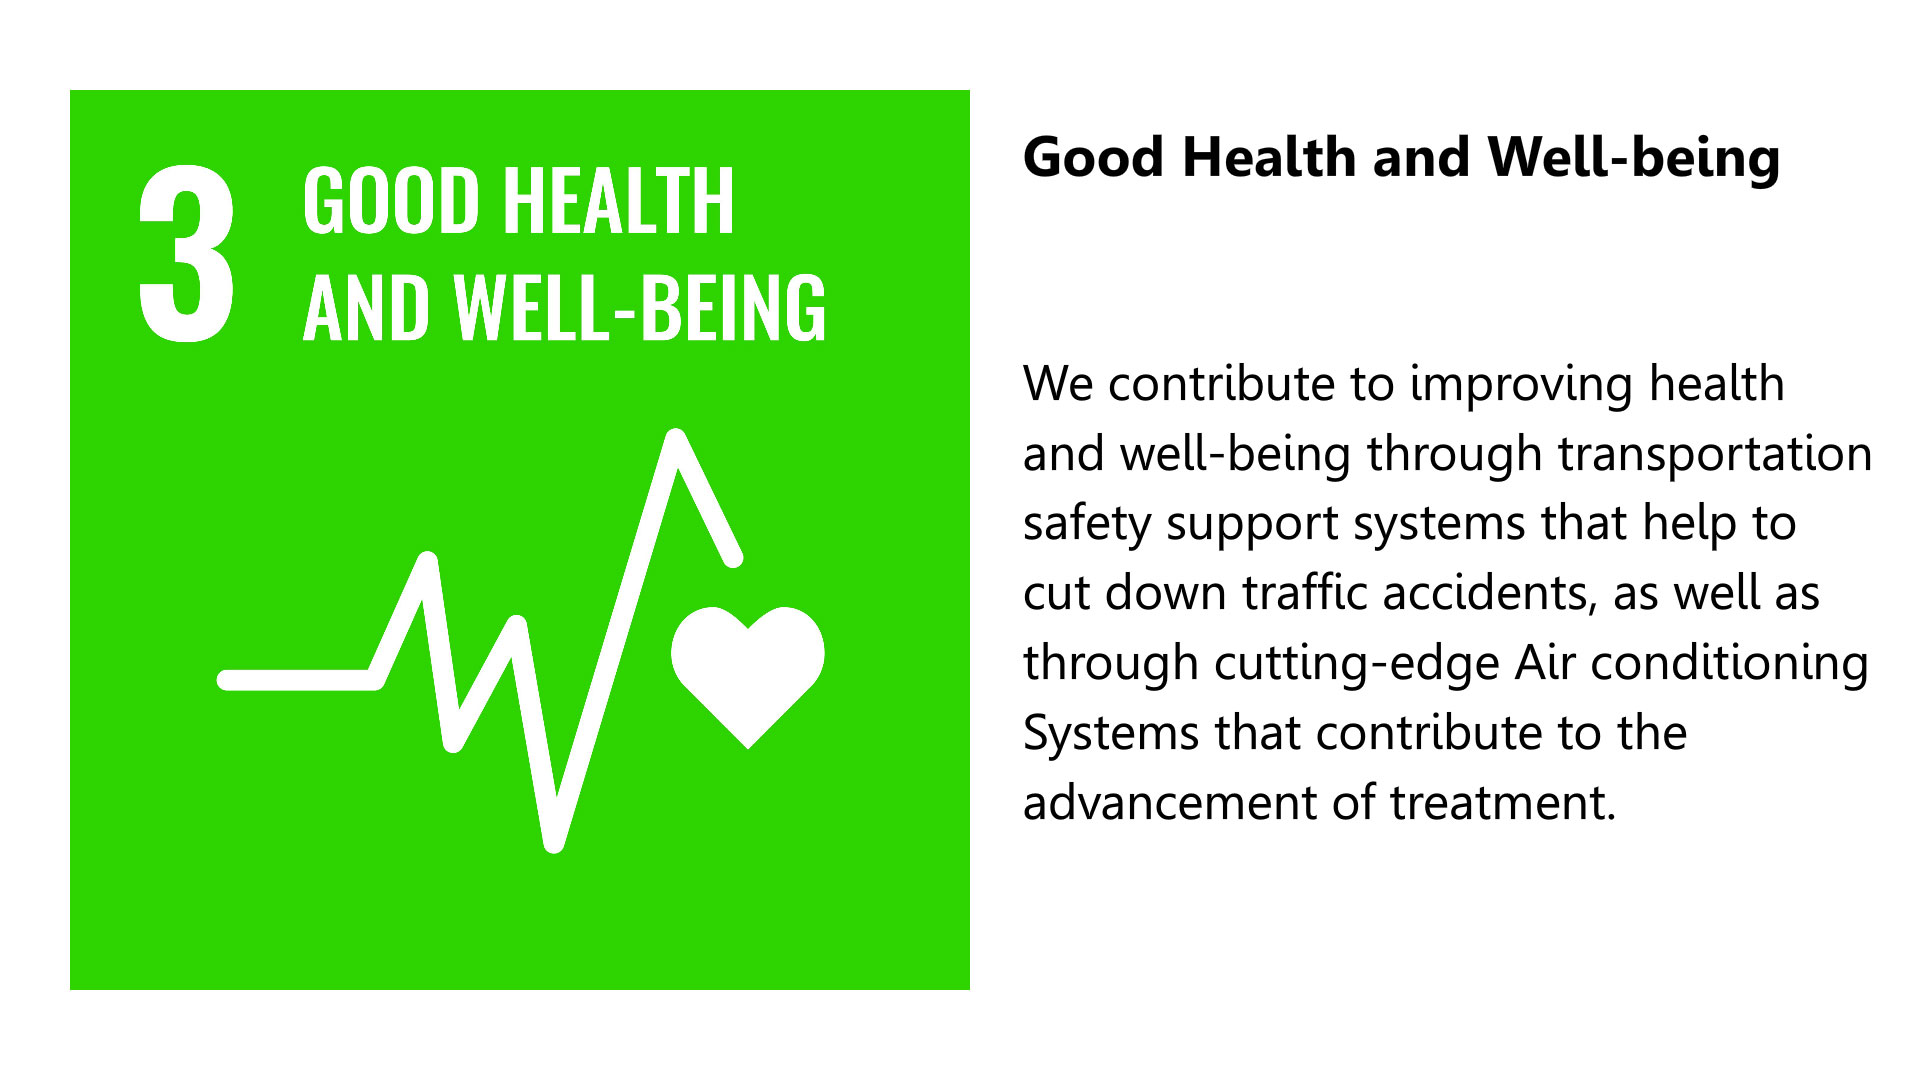 3
GOOD HEALTH
AND WELL-BEING
Good Health and Well-being
We contribute to improving health
and well-being through transportation
safety support systems that help to
cut down traffic accidents, as well as
through cutting-edge Air conditioning
Systems that contribute to the
advancement of treatment.